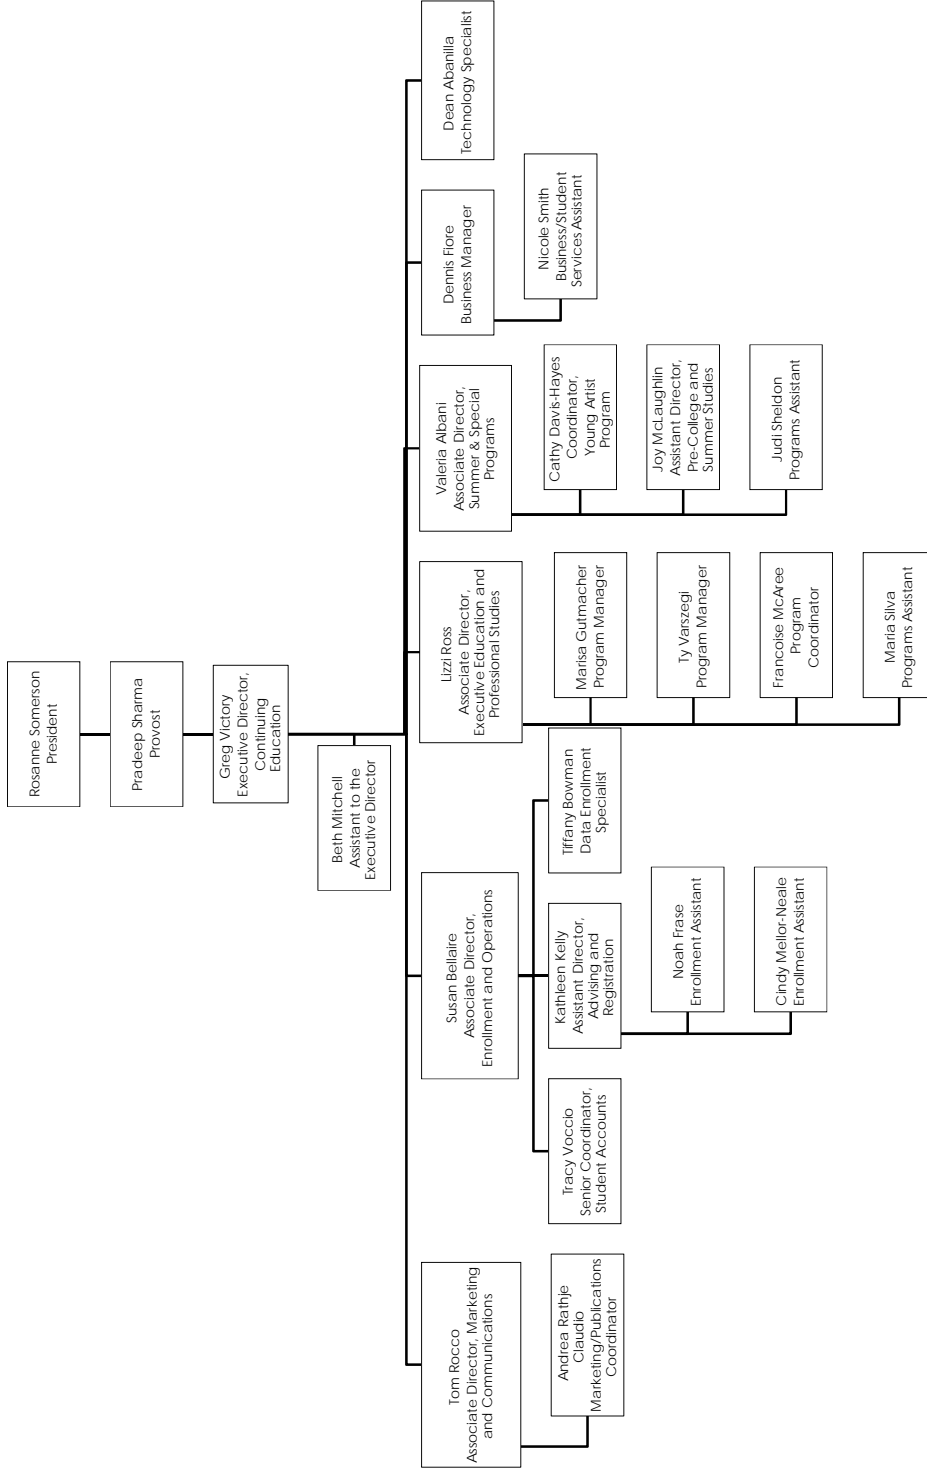 Rosanne Somerson
President
Pradeep Sharma
Provost
Greg Victory
Executive Director,
Continuing
Education
Beth Mitchell
Assistant to the
Executive Director
Tom Rocco
Associate Director, Marketing
and Communications
Andrea Rathje
Claudio
Marketing/Publications
Coordinator
Susan Bellaire
Associate Director,
Enrollment and Operations
Tracy Voccio
Senior Coordinator,
Student Accounts
Kathleen Kelly
Assistant Director,
Advising and
Registration
Noah Frase
Enrollment Assistant
Cindy Mellor-Neale
Enrollment Assistant
Tiffany Bowman
Data Enrollment
Specialist
Lizzi Ross
Associate Director,
Executive Education and
Professional Studies
Marisa Gutmacher
Program Manager
Ty Varszegi
Program Manager
Francoise McAree
Program
Coordinator
Maria Silva
Programs Assistant
Valeria Albani
Associate Director,
Summer & Special
Programs
Cathy Davis-Hayes
Coordinator,
Young Artist
Program
Joy McLaughlin
Assistant Director,
Pre-College and
Summer Studies
Judi Sheldon
Programs Assistant
Dennis Fiore
Business Manager
Nicole Smith
Business/Student
Services Assistant
Dean Abanilla
Technology Specialist